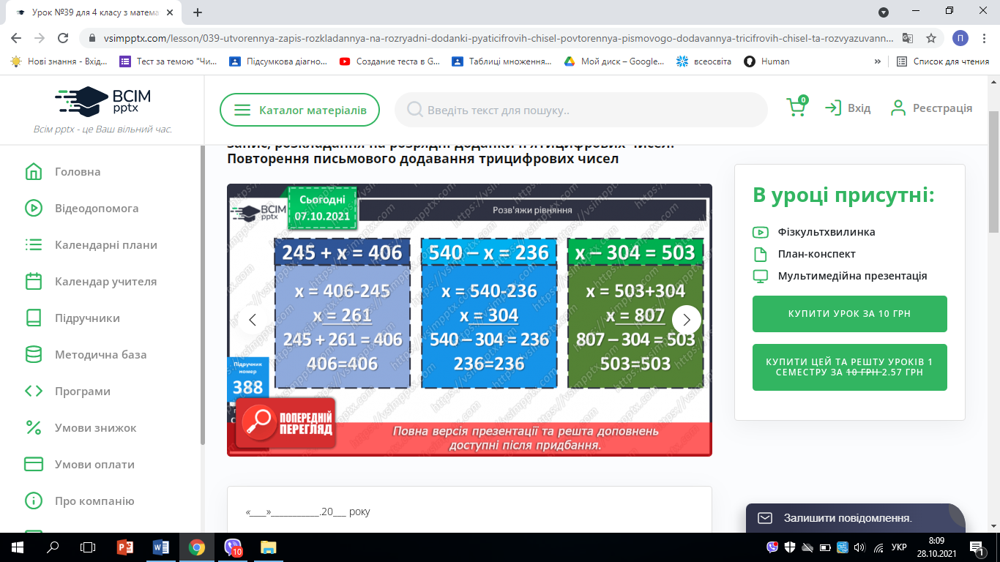 Урок №39 для 4 класу з матема
vsimpptx.com/lesson/039-utvorennya-zapis-rozkladannya-na-rozryadni-dodanki-pyaticifrovih-chisel-povtorennya-pismovogo-dodavannya-tricifrovih-chisel-ta-rozvyazuvann...
П
Нові знання - Вхід...
Тест за темою "Чи...
Підсумкова діагно...
Создание теста в G...
Таблиці множення...
Мой диск – Google...
всеосвіта
Human
»
Список для чтения
ВСІМ
pptx
Всім pptx - це Ваш вільний час.
Каталог матеріалів
Введіть текст для пошуку..
0
Вхід
Реєстрація
Головна
Відеодопомога
Календарні плани
Календар учителя
Підручники
Методична база
Програми
Умови знижок
Умови оплати
Про компанію
запис, розкладання на розрядні доданки п'ятицифрових чисел.
Повторення письмового додавання трицифрових чисел
ВСІМ
pptx
Сьогодні
07.10.2021
Розв'яжи рівняння
245 + х = 406
х = 406-245
х = 261
245 + 261 = 406
406=406
540 – х = 236
х = 540-236
х = 304
540 – 304 = 236
236=236
х – 304 = 503
х = 503+304
х = 807
807 – 304 = 503
503=503
https://vsimpptx.com
Підручник
номер
388
ПОПЕРЕДНІЙ
ПЕРЕГЛЯД
Повна версія презентації та решта доповнень
доступні після придбання.
В уроці присутні:
Фізкультхвилинка
План-конспект
Мультимедійна презентація
КУПИТИ УРОК ЗА 10 ГРН
КУПИТИ ЦЕЙ ТА РЕШТУ УРОКІВ 1
СЕМЕСТРУ ЗА 10 ГРН 2.57 ГРН
«____»____________.20___ року
Залишити повідомлення.
10
УКР
8:09
28.10.2021
1